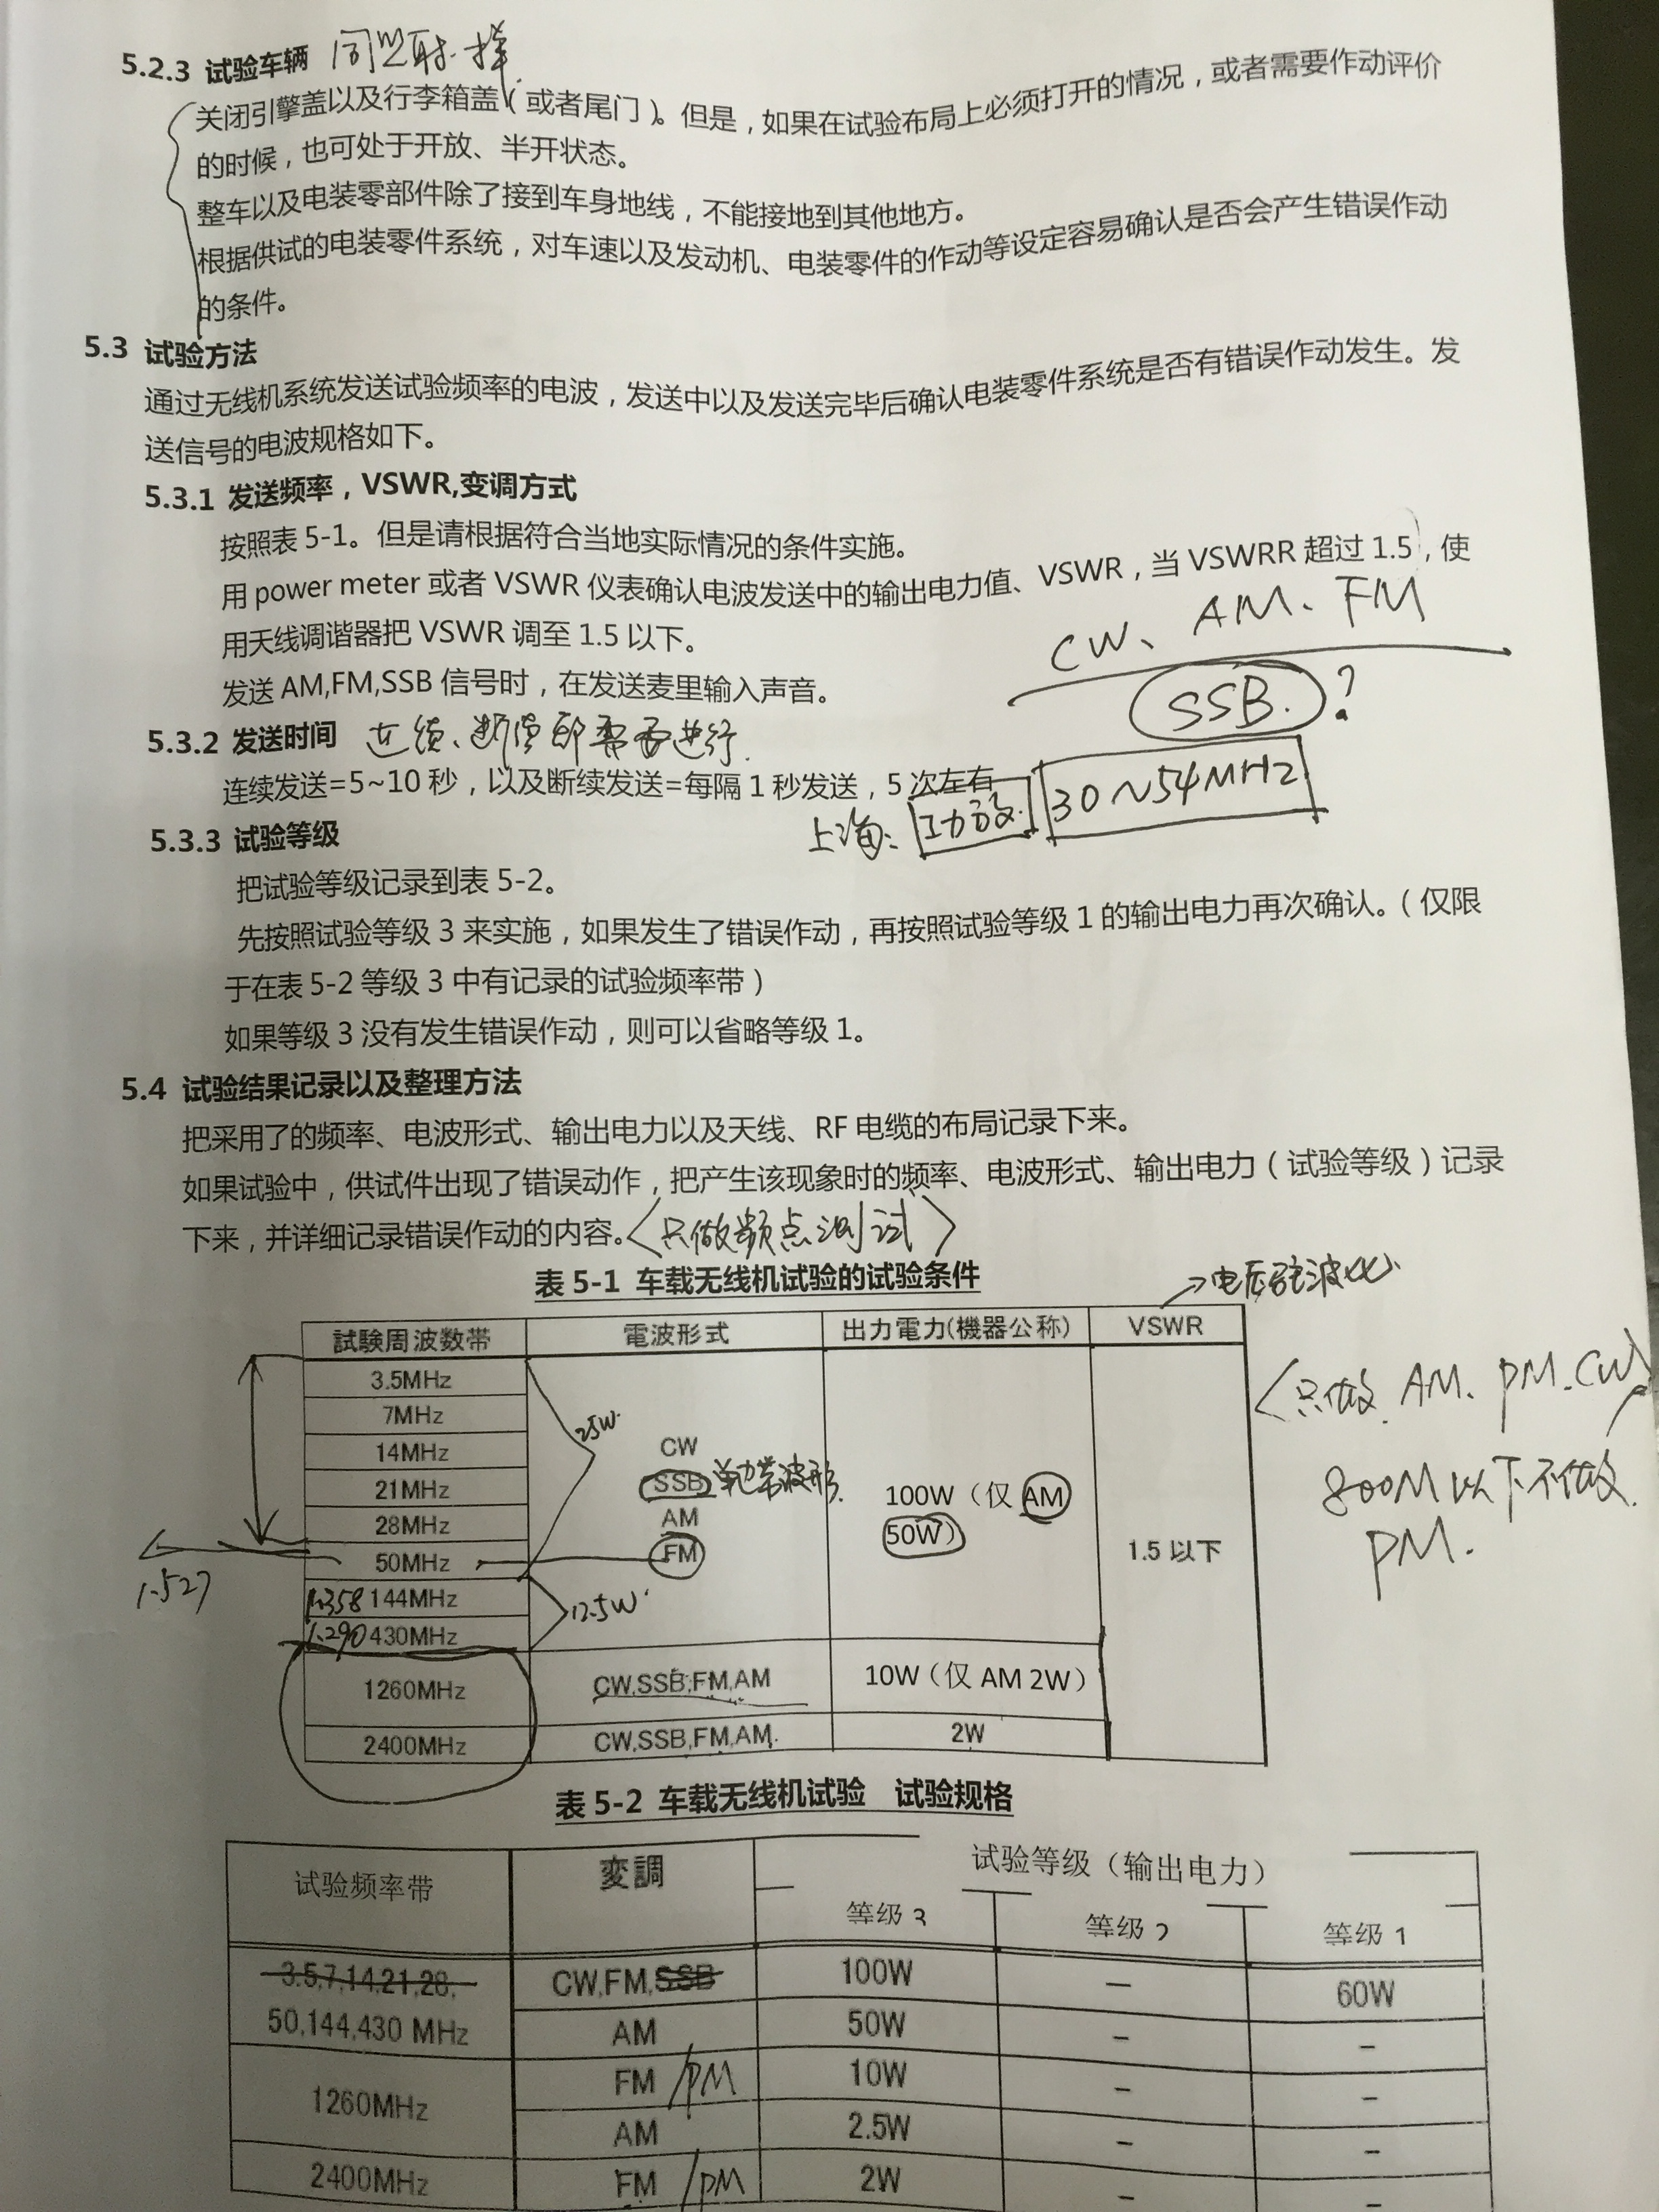 5.2.3 试验车辆
关闭引擎盖以及行李箱盖（或者尾门）。但是，如果在试验布局上必须打开的情况，或者需要作动评价
的时候，也可处于开放、半开状态。
整车以及电装零部件除了接到车身地线，不能接地到其他地方。
根据供试的电装零件系统，对车速以及发动机、电装零件的作动等设定容易确认是否会产生错误作动
的条件。
5.3 试验方法
通过无线机系统发送试验频率的电波，发送中以及发送完毕后确认电装零件系统是否有错误作动发生。发
送信号的电波规格如下。
5.3.1 发送频率，VSWR,变调方式
按照表 5-1。但是请根据符合当地实际情况的条件实施。
用 power meter 或者 VSWR 仪表确认电波发送中的输出电力值、VSWR，当 VSWRR 超过 1.5，使
用天线调谐器把 VSWR 调至 1.5 以下。
CW、AM、FM
发送 AM,FM,SSB 信号时，在发送麦里输入声音。
SSB.？
5.3.2 发送时间 连续、断续都需要进行.
连续发送=5~10 秒，以及断续发送=每隔 1 秒发送，5 次左右
上海：功放. 30~54MHz
5.3.3 试验等级
把试验等级记录到表 5-2。
先按照试验等级 3 来实施，如果发生了错误作动，再按照试验等级 1 的输出电力再次确认。（仅限
于在表 5-2 等级 3 中有记录的试验频率带）
如果等级 3 没有发生错误作动，则可以省略等级 1。
5.4 试验结果记录以及整理方法
把采用了的频率、电波形式、输出电力以及天线、RF 电缆的布局记录下来。
如果试验中，供试件出现了错误动作，把产生该现象时的频率、电波形式、输出电力（试验等级）记录
下来，并详细记录错误作动的内容。〈只做频点测试〉
表 5-1 车载无线机试验的试验条件
→电压驻波比
試験周波数帯 電波形式 出力電力(機器公称) VSWR
3.5MHz
7MHz
14MHz
21MHz
28MHz
50MHz
144MHz
430MHz
25W.
12.5W
1.527
1.358
1.290
CW
SSB 单边带波形.
AM
FM
100W（仅 AM
50W）
1.5 以下
〈只做 AM、PM、CW〉
800M以下不做
PM.
1260MHz CW,SSB,FM,AM 10W（仅 AM 2W）
2400MHz CW,SSB,FM,AM 2W
表 5-2 车载无线机试验 试验规格
试验频率带 変調 试验等级（输出电力）
等级 3 等级 2 等级 1
3.5,7,14,21,28, CW,FM,SSB 100W – 60W
50,144,430 MHz AM 50W – –
1260MHz FM /PM 10W – –
AM 2.5W – –
2400MHz FM /PM 2W – –